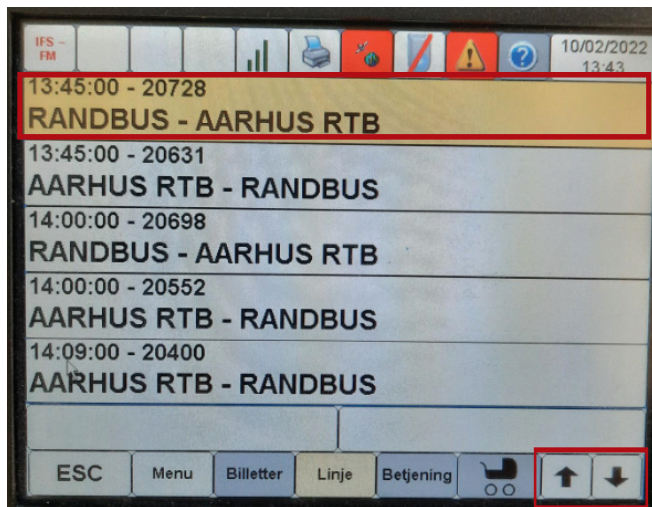 IFS -
FM
10/02/2022
13:43
13:45:00 - 20728
RANDBUS - AARHUS RTB
13:45:00 - 20631
AARHUS RTB - RANDBUS
14:00:00 - 20698
RANDBUS - AARHUS RTB
14:00:00 - 20552
AARHUS RTB - RANDBUS
14:09:00 - 20400
AARHUS RTB - RANDBUS
ESC Menu Billetter Linje Betjening